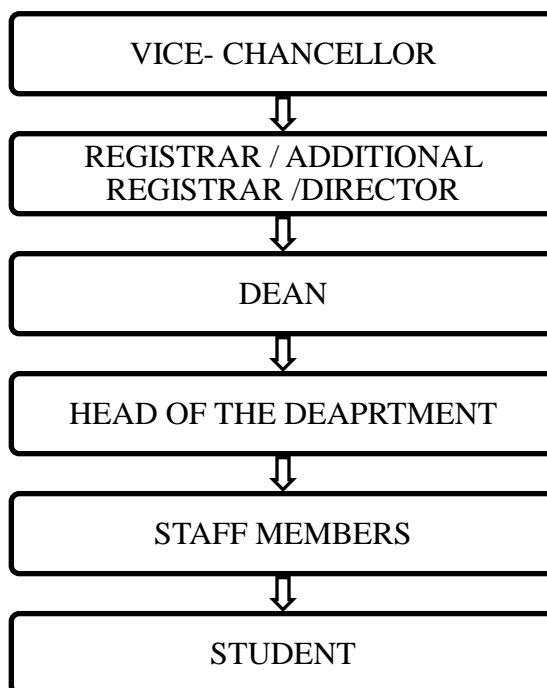 VICE- CHANCELLOR
REGISTRAR / ADDITIONAL
REGISTRAR /DIRECTOR
DEAN
HEAD OF THE DEAPRTMENT
STAFF MEMBERS
STUDENT